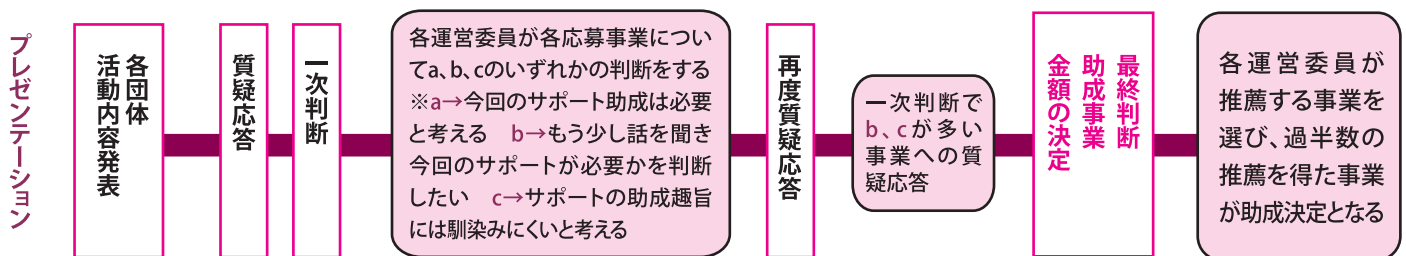 プレゼンテーション
各団体
活動内容発表
質疑応答
一次判断
各運営委員が各応募事業につい
てa、b、cのいずれかの判断をする
※a→今回のサポート助成は必要
と考える　b→もう少し話を聞き
今回のサポートが必要かを判断
したい　c→サポートの助成趣旨
には馴染みにくいと考える
再度質疑応答
一次判断で
b、cが多い
事業への質
疑応答
最終判断
助成事業
金額の決定
各運営委員が
推薦する事業を
選び、過半数の
推薦を得た事業
が助成決定となる